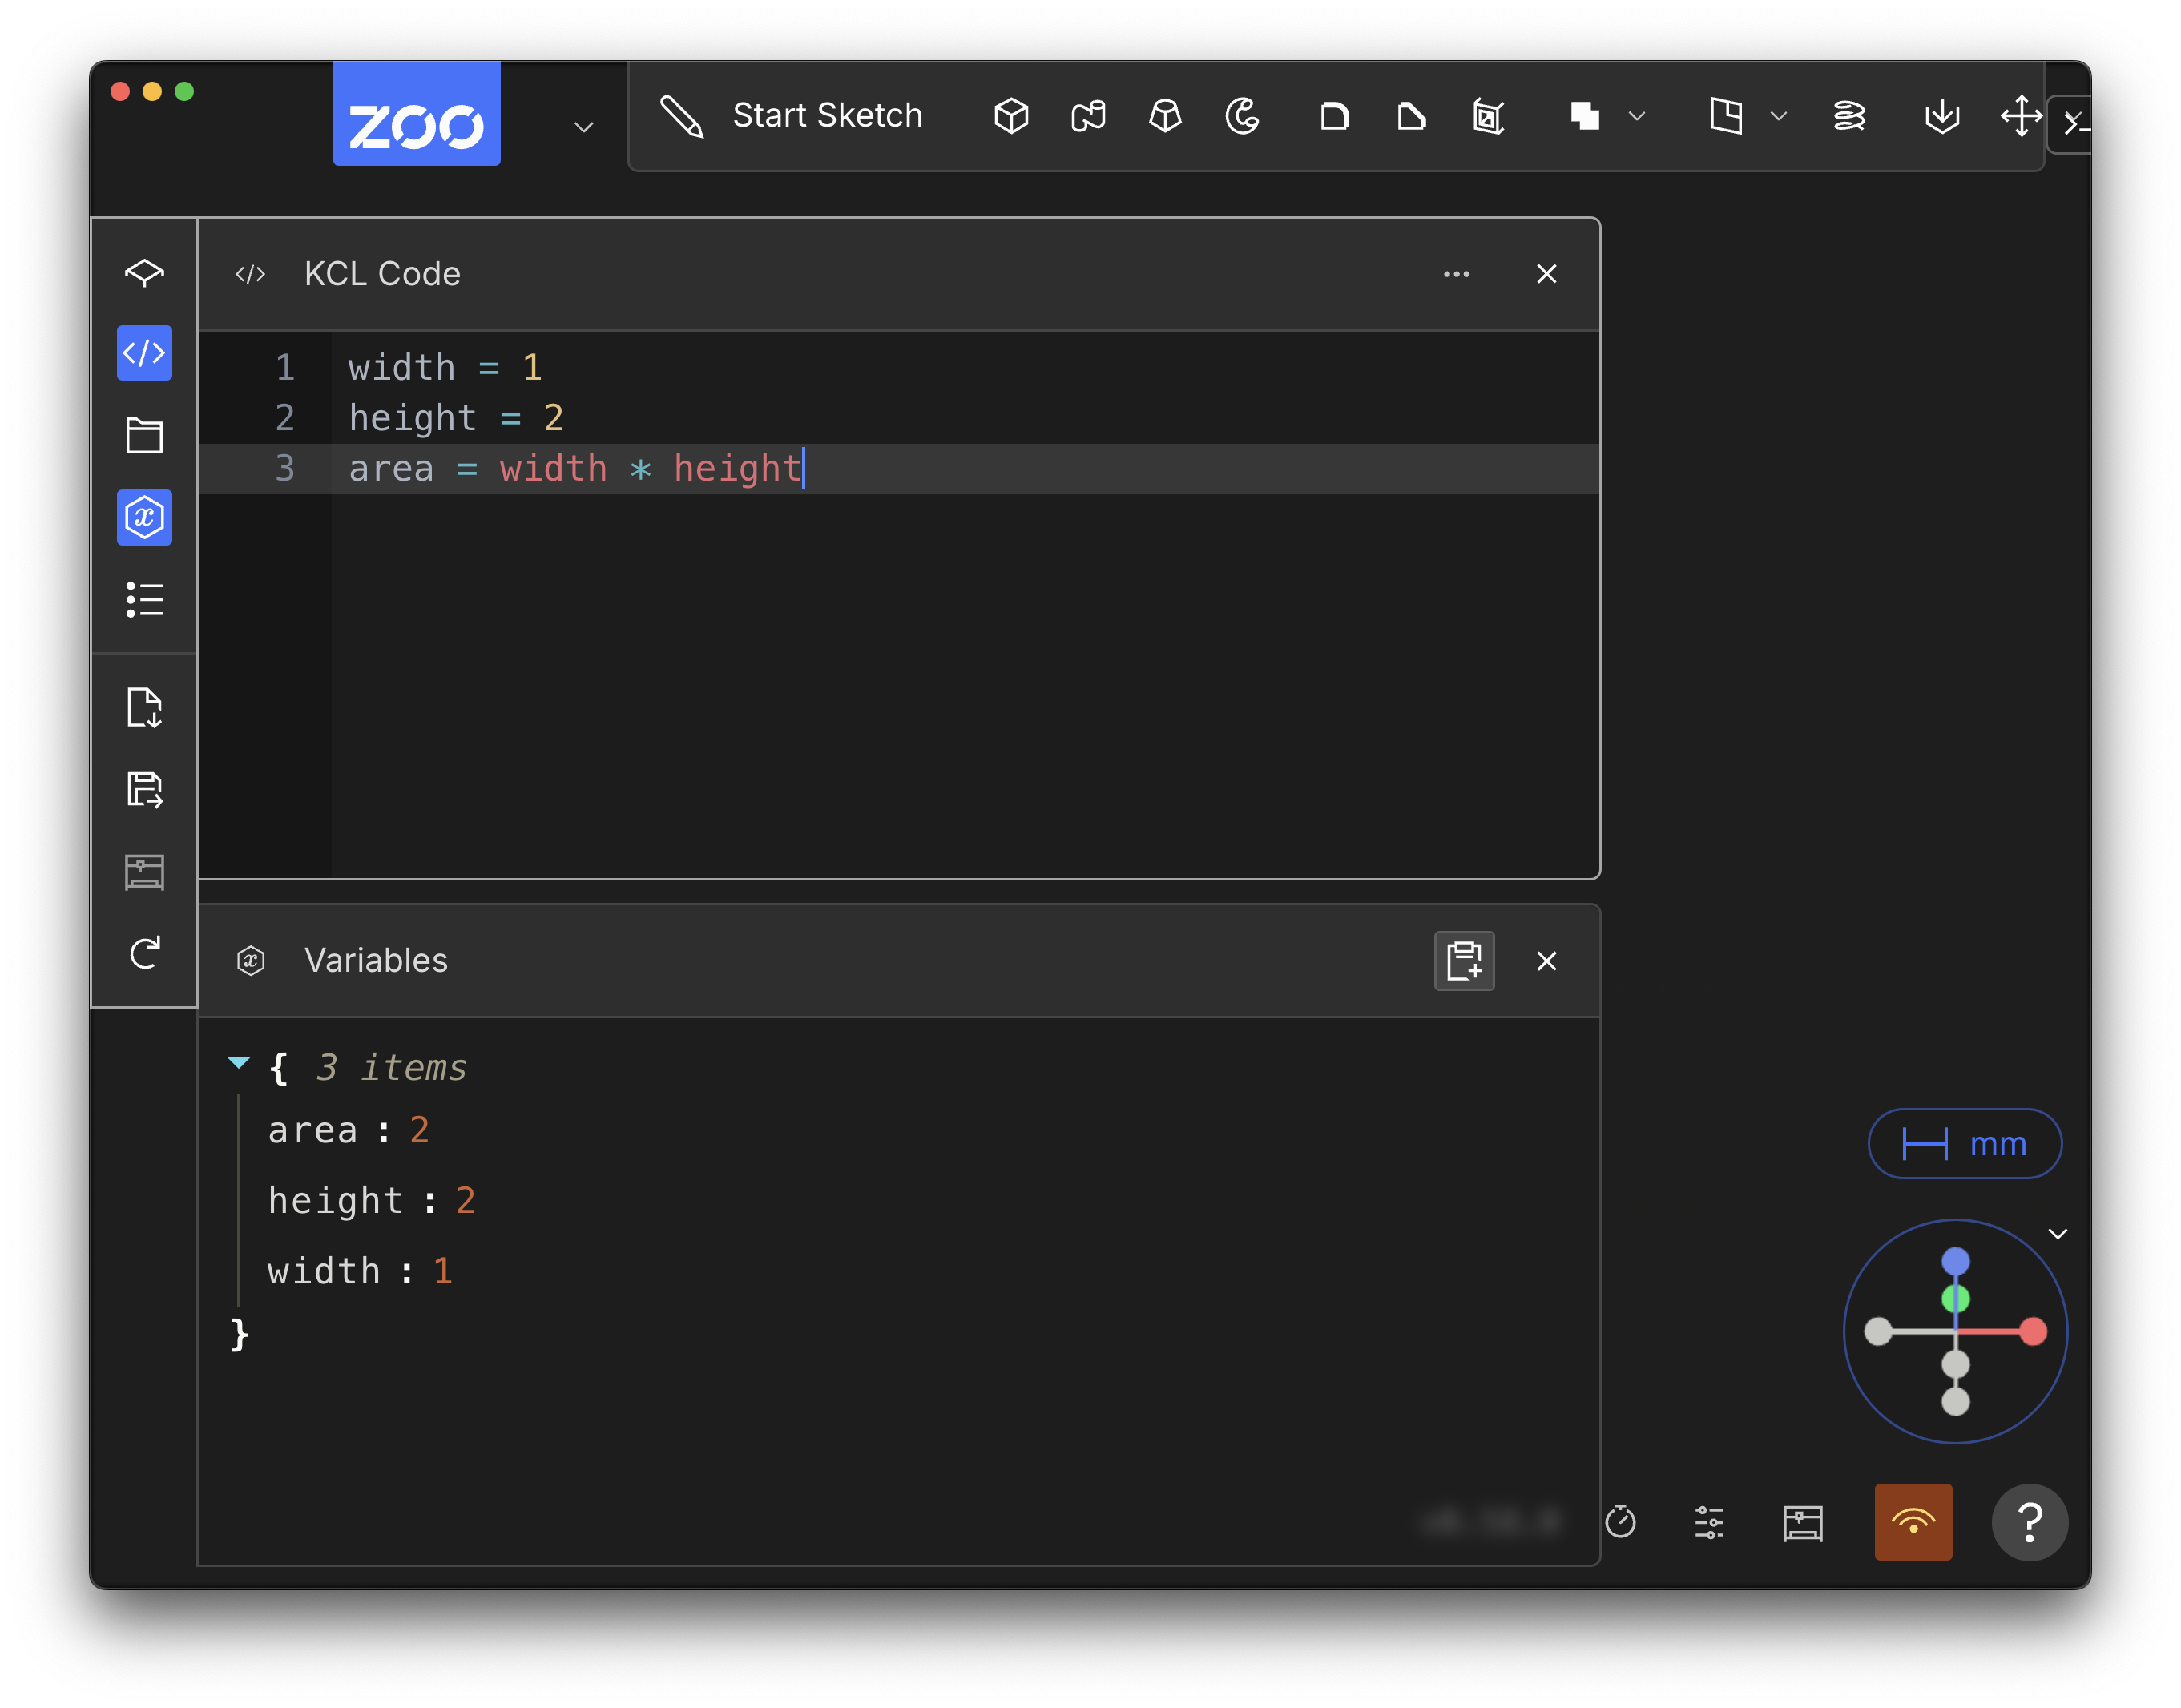 ZOO
Start Sketch
</> KCL Code
1 width = 1
2 height = 2
3 area = width * height
x Variables
{ 3 items
area : 2
height : 2
width : 1
}
mm
?